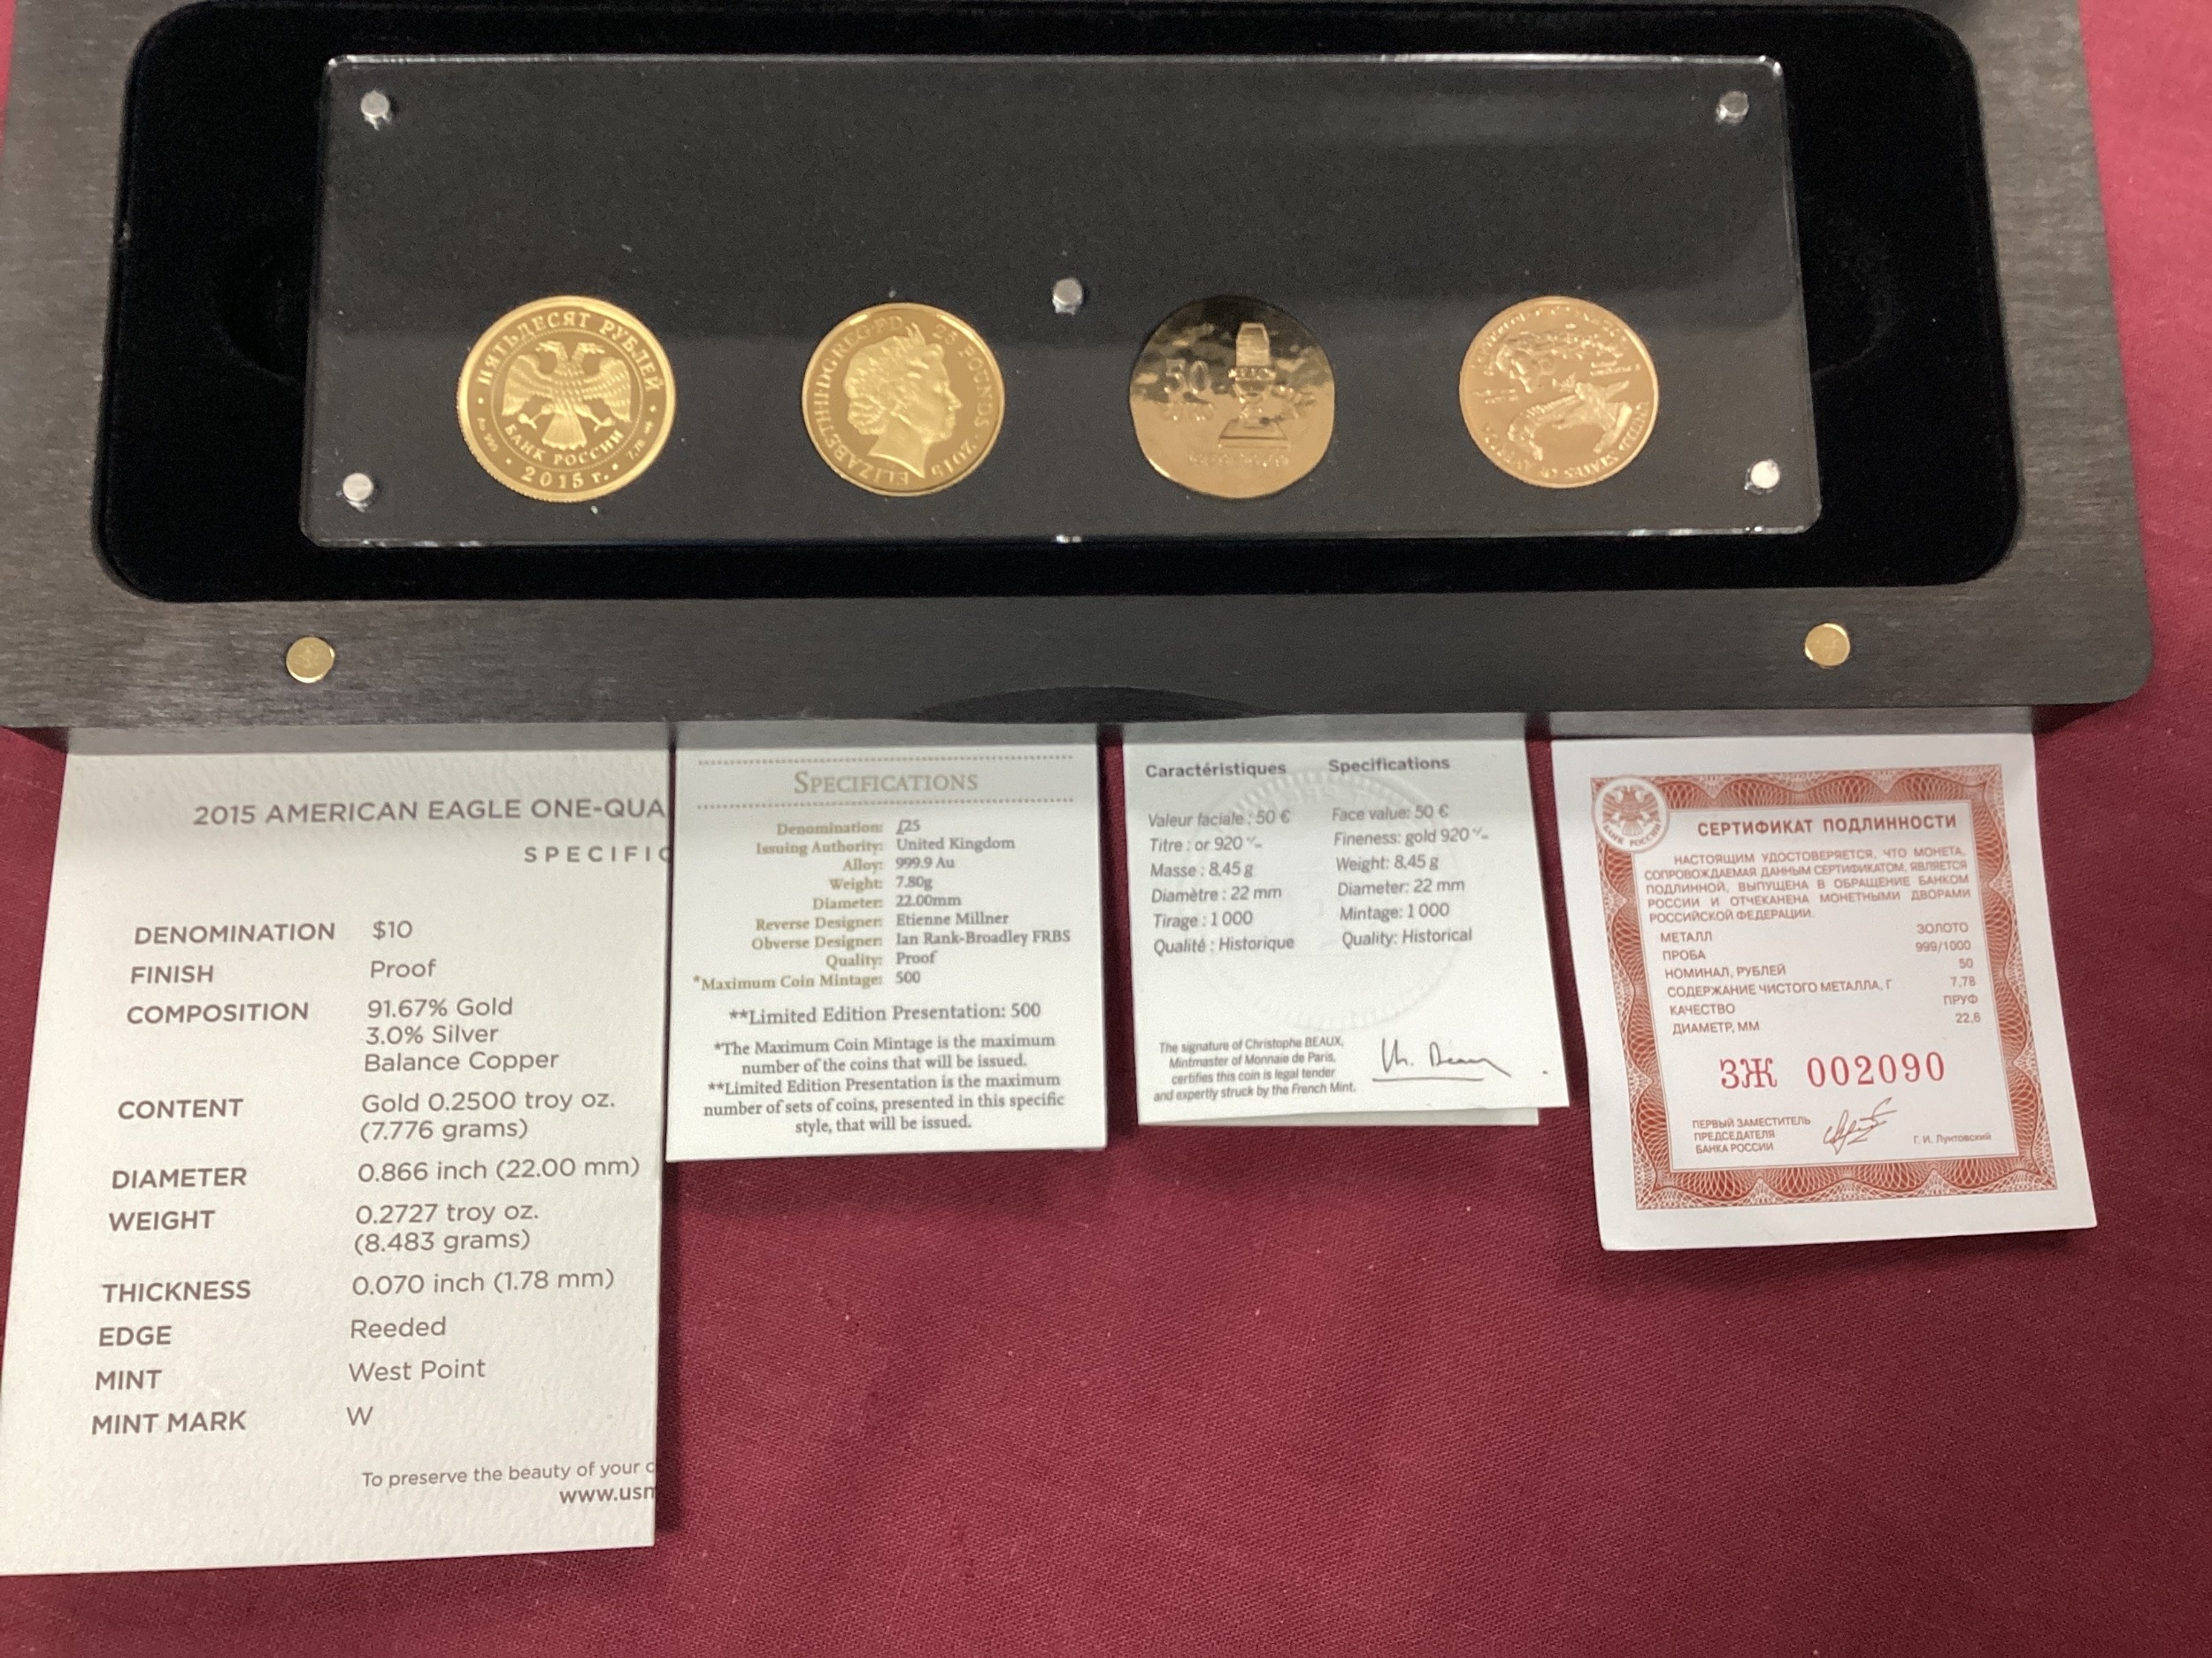 ПЯТЬДЕСЯТ РУБЛЕЙ
БАНК РОССИИ
2015 г.
ELIZABETH II D G REG FD
25 POUNDS
2015
50
2015 AMERICAN EAGLE ONE-QUA
SPECIFIC
DENOMINATION $10
FINISH Proof
COMPOSITION 91.67% Gold
3.0% Silver
Balance Copper
CONTENT Gold 0.2500 troy oz.
(7.776 grams)
DIAMETER 0.866 inch (22.00 mm)
WEIGHT 0.2727 troy oz.
(8.483 grams)
THICKNESS 0.070 inch (1.78 mm)
EDGE Reeded
MINT West Point
MINT MARK W
To preserve the beauty of your c
www.usm
SPECIFICATIONS
Denomination: £25
Issuing Authority: United Kingdom
Alloy: 999.9 Au
Weight: 7.80g
Diameter: 22.00mm
Reverse Designer: Etienne Millner
Obverse Designer: Ian Rank-Broadley FRBS
Quality: Proof
*Maximum Coin Mintage: 500
**Limited Edition Presentation: 500
*The Maximum Coin Mintage is the maximum
number of the coins that will be issued.
**Limited Edition Presentation is the maximum
number of sets of coins, presented in this specific
style, that will be issued.
Caractéristiques
Valeur faciale : 50 €
Titre : or 920 ‰
Masse : 8,45 g
Diamètre : 22 mm
Tirage : 1 000
Qualité : Historique
Specifications
Face value: 50 €
Fineness: gold 920 ‰
Weight: 8,45 g
Diameter: 22 mm
Mintage: 1 000
Quality: Historical
The signature of Christophe BEAUX,
Mintmaster of Monnaie de Paris,
certifies this coin is legal tender
and expertly struck by the French Mint.
БАНК РОССИИ
СЕРТИФИКАТ ПОДЛИННОСТИ
НАСТОЯЩИМ УДОСТОВЕРЯЕТСЯ, ЧТО МОНЕТА,
СОПРОВОЖДАЕМАЯ ДАННЫМ СЕРТИФИКАТОМ, ЯВЛЯЕТСЯ
ПОДЛИННОЙ, ВЫПУЩЕНА В ОБРАЩЕНИЕ БАНКОМ
РОССИИ И ОТЧЕКАНЕНА МОНЕТНЫМИ ДВОРАМИ
РОССИЙСКОЙ ФЕДЕРАЦИИ.
МЕТАЛЛ ЗОЛОТО
ПРОБА 999/1000
НОМИНАЛ, РУБЛЕЙ 50
СОДЕРЖАНИЕ ЧИСТОГО МЕТАЛЛА, Г 7,78
КАЧЕСТВО ПРУФ
ДИАМЕТР, ММ 22,6
ЗЖ 002090
ПЕРВЫЙ ЗАМЕСТИТЕЛЬ
ПРЕДСЕДАТЕЛЯ
БАНКА РОССИИ
Г. И. Лунтовский